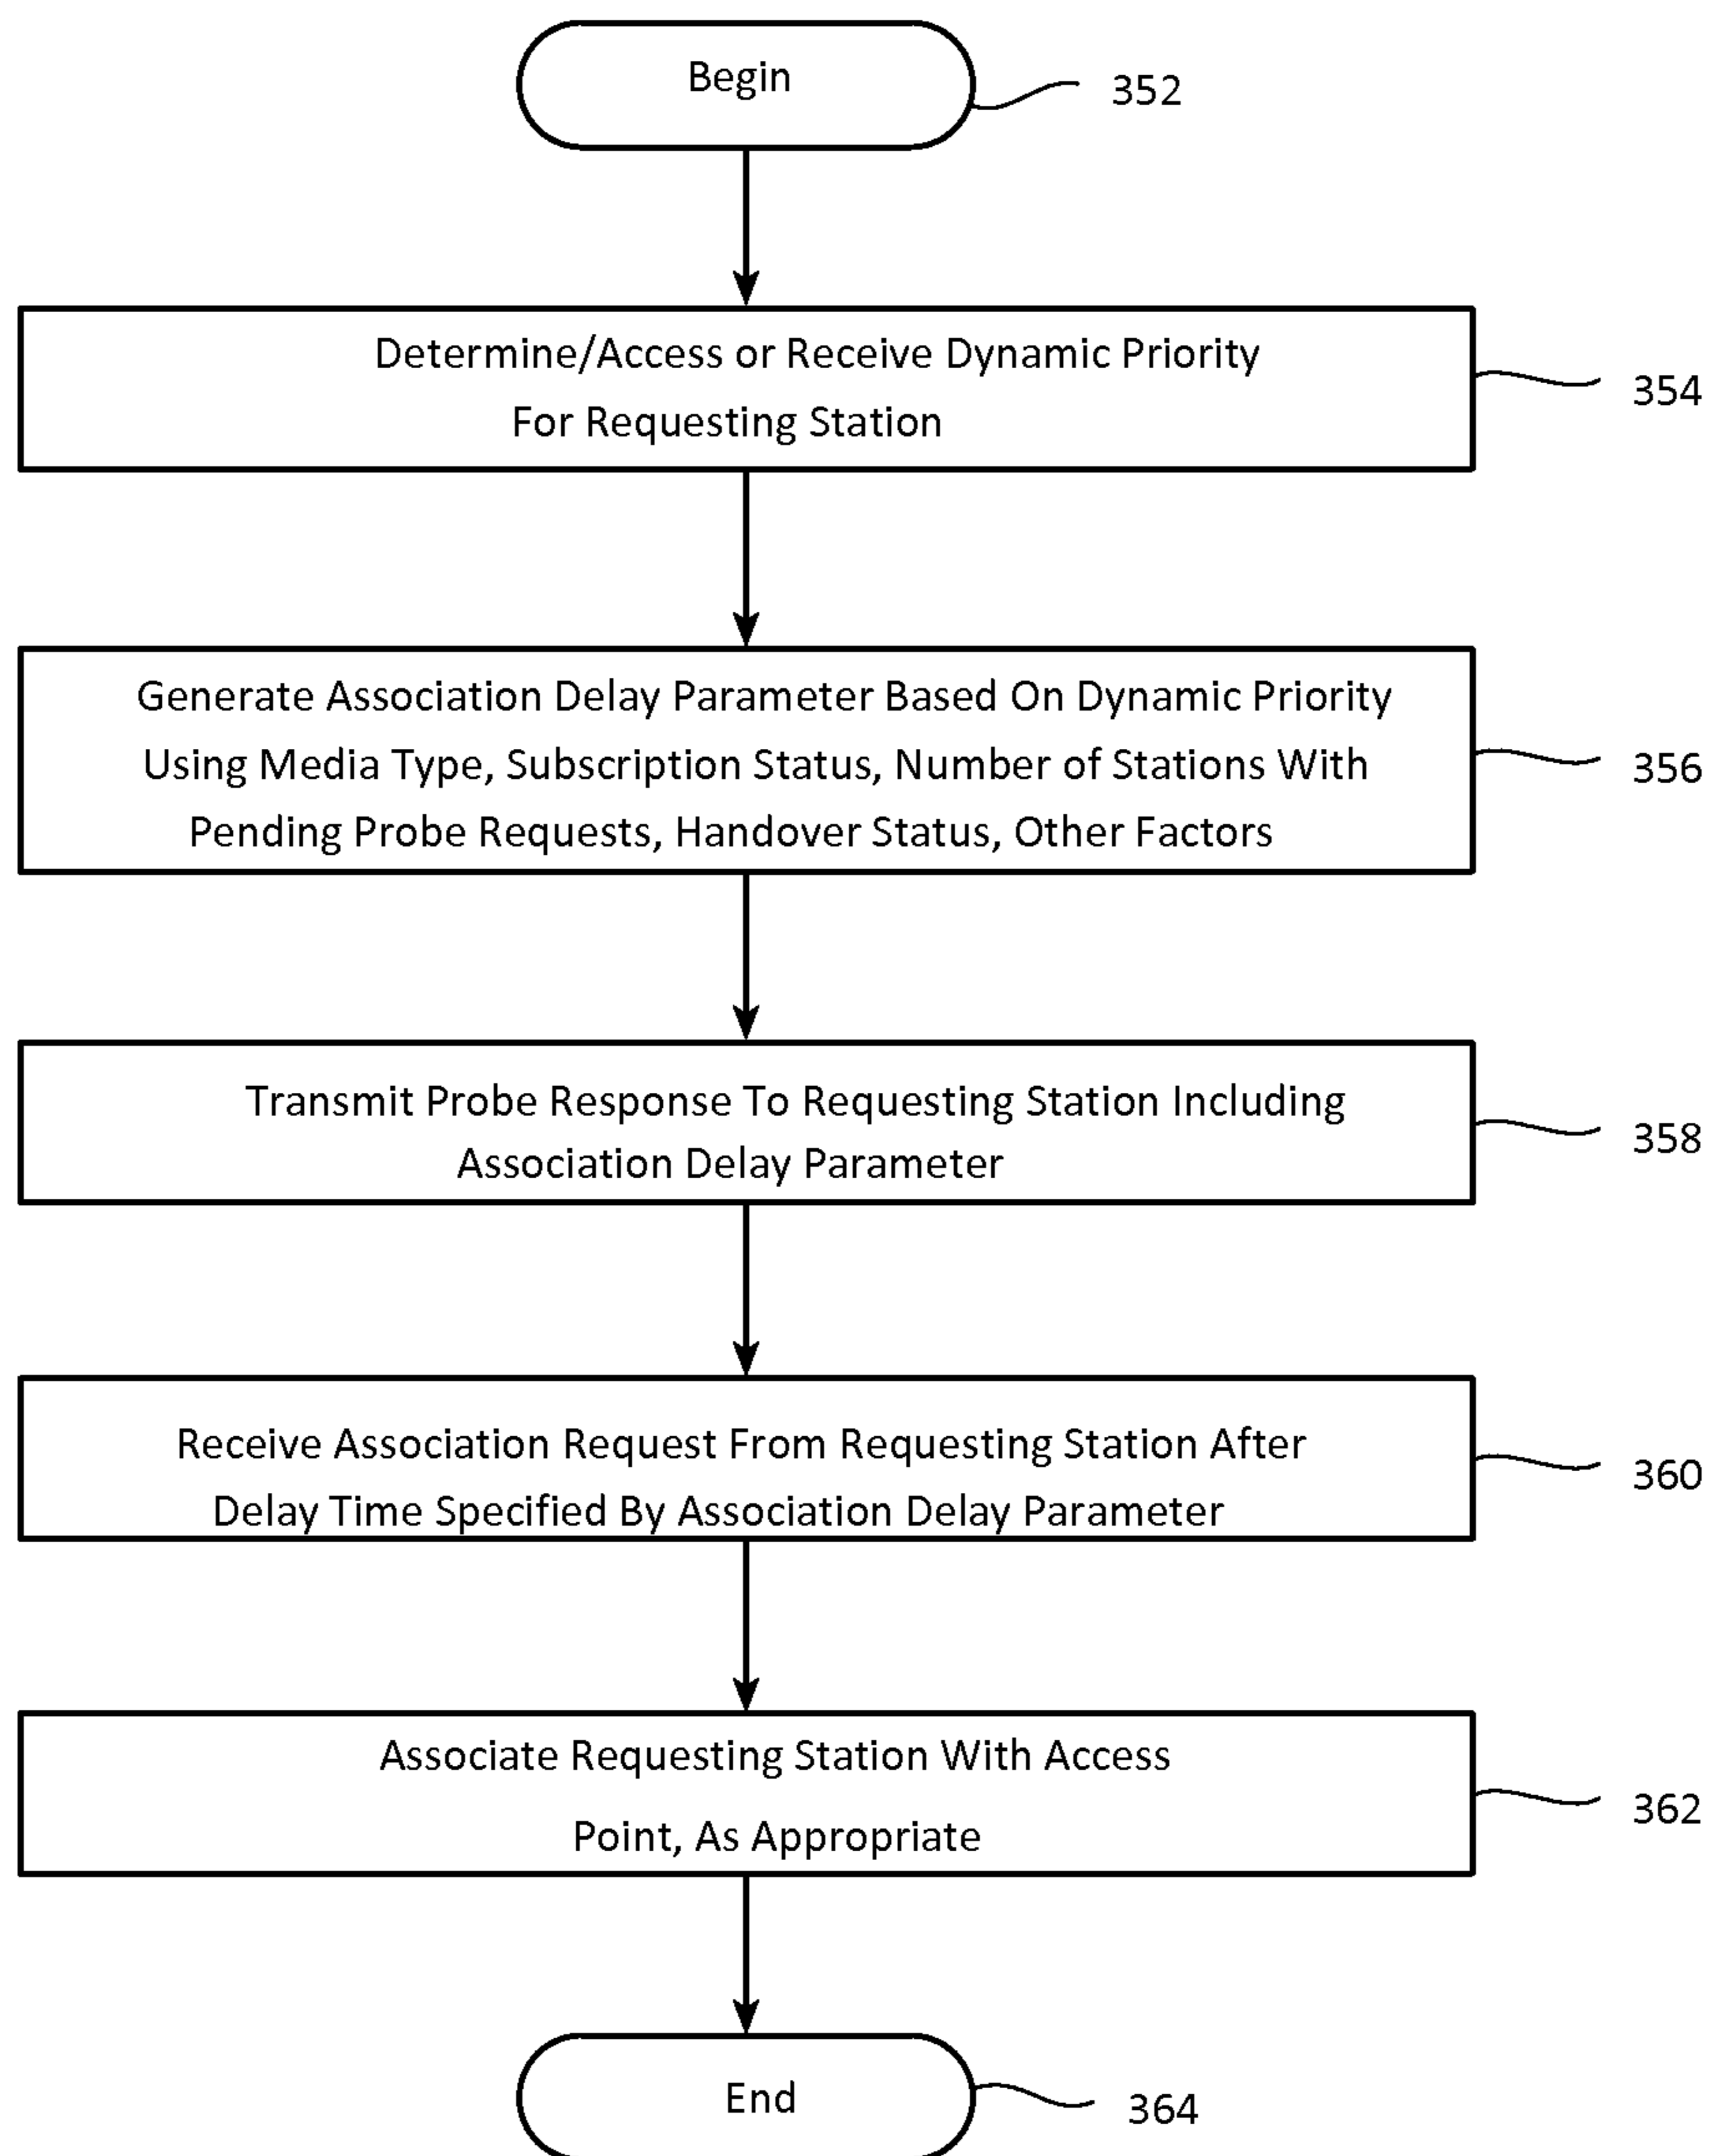 Begin
352
Determine/Access or Receive Dynamic Priority
For Requesting Station
354
Generate Association Delay Parameter Based On Dynamic Priority
Using Media Type, Subscription Status, Number of Stations With
Pending Probe Requests, Handover Status, Other Factors
356
Transmit Probe Response To Requesting Station Including
Association Delay Parameter
358
Receive Association Request From Requesting Station After
Delay Time Specified By Association Delay Parameter
360
Associate Requesting Station With Access
Point, As Appropriate
362
End
364